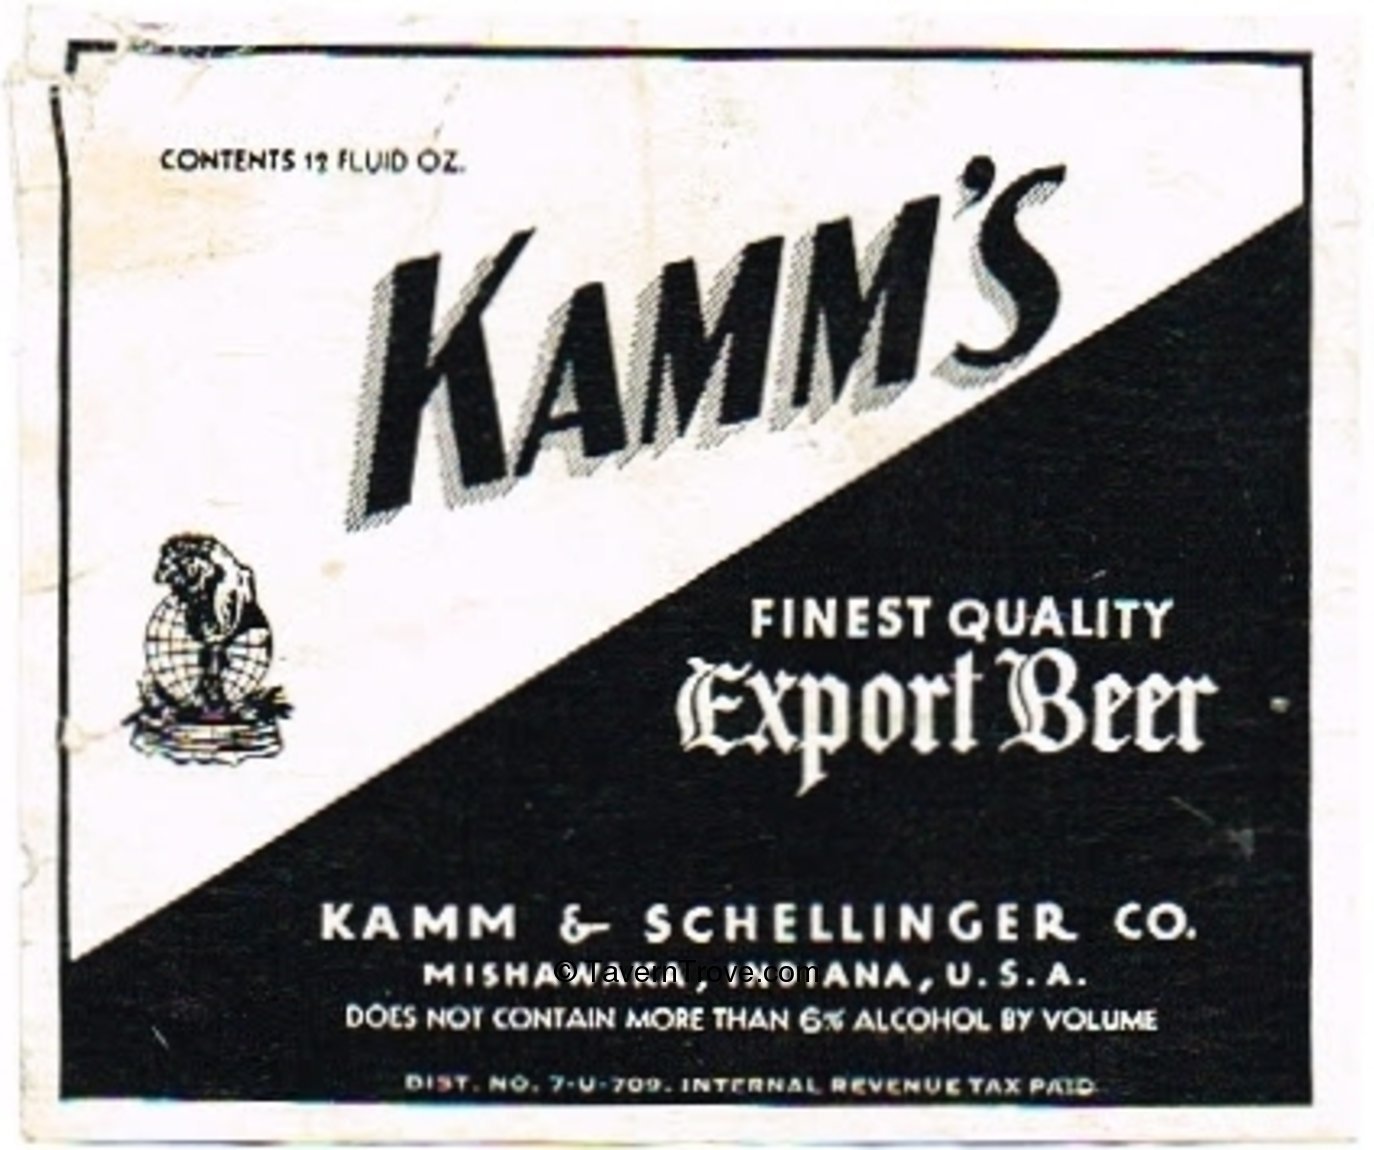 CONTENTS 12 FLUID OZ.
KAMM'S
FINEST QUALITY
Export Beer
KAMM & SCHELLINGER CO.
MISHAWAKA, INDIANA, U.S.A.
© TavernTrove.com
DOES NOT CONTAIN MORE THAN 6% ALCOHOL BY VOLUME
DIST. NO. 7-U-709. INTERNAL REVENUE TAX PAID